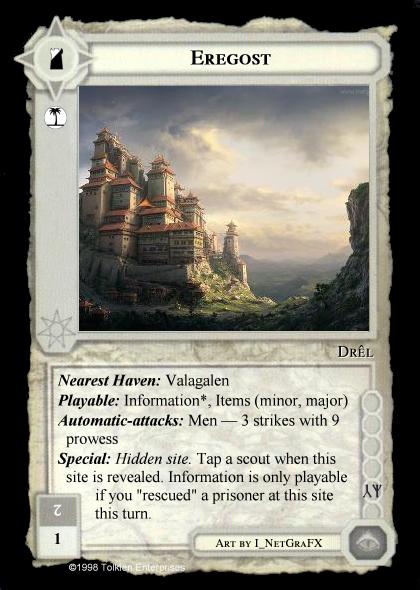 Eregost
Drêl
Nearest Haven: Valagalen
Playable: Information*, Items (minor, major)
Automatic-attacks: Men — 3 strikes with 9
prowess
Special: Hidden site. Tap a scout when this
site is revealed. Information is only playable
if you "rescued" a prisoner at this site
this turn.
2
1
Art by I_NetGraFX
©1998 Tolkien Enterprises